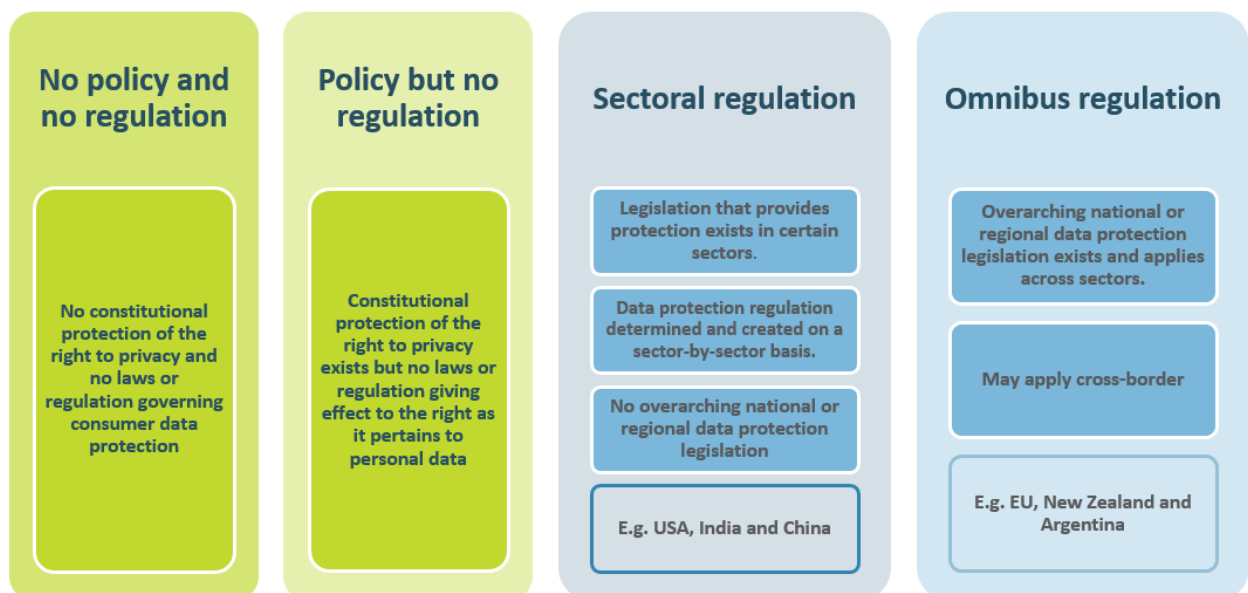 No policy and
no regulation
No constitutional
protection of the
right to privacy and
no laws or
regulation governing
consumer data
protection
Policy but no
regulation
Constitutional
protection of the
right to privacy
exists but no laws or
regulation giving
effect to the right as
it pertains to
personal data
Sectoral regulation
Legislation that provides
protection exists in certain
sectors.
Data protection regulation
determined and created on a
sector-by-sector basis.
No overarching national or
regional data protection
legislation
E.g. USA, India and China
Omnibus regulation
Overarching national or
regional data protection
legislation exists and applies
across sectors.
May apply cross-border
E.g. EU, New Zealand and
Argentina